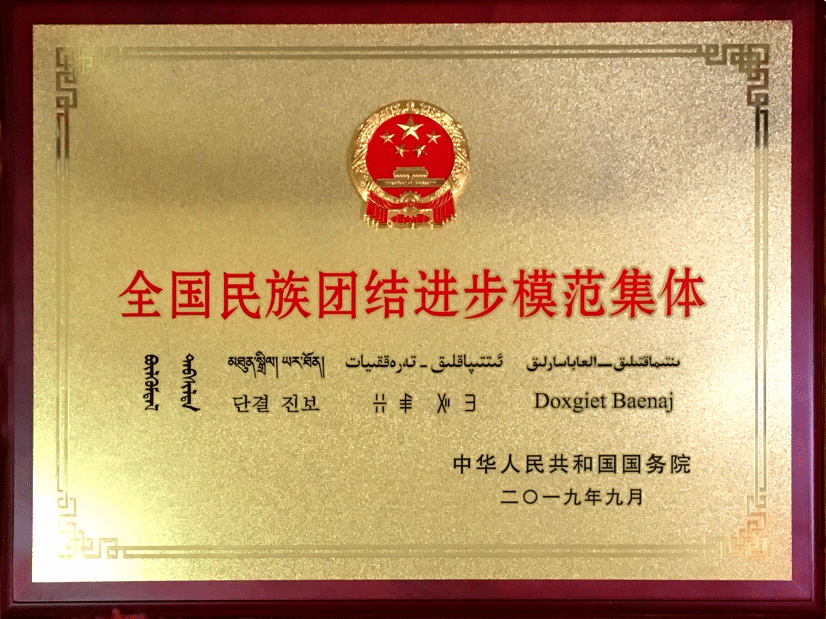 全国民族团结进步模范集体
མཐུན་སྒྲིལ། ཡར་ཐོན། ئىتتىپاقلىق - تەرەققىيات ىنتىماقتىلىق — العاباسارلىق
단결 진보 Doxgiet Baenaj
中华人民共和国国务院
二〇一九年九月